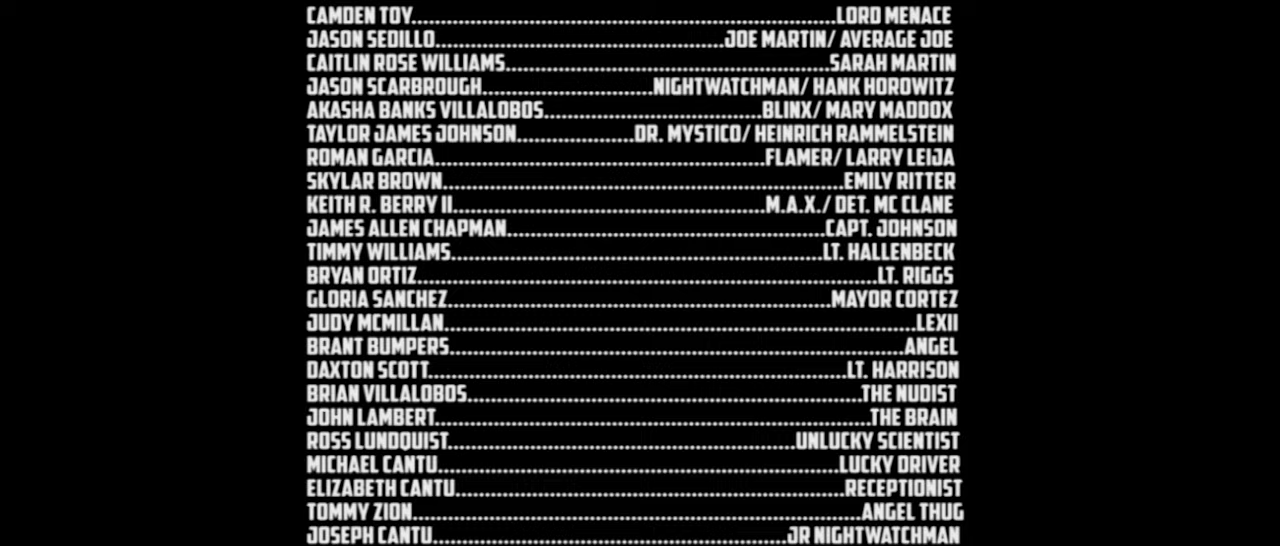 CAMDEN TOY........................................................................LORD MENACE
JASON SEDILLO.................................................JOE MARTIN/ AVERAGE JOE
CAITLIN ROSE WILLIAMS.......................................................SARAH MARTIN
JASON SCARBROUGH.............................NIGHTWATCHMAN/ HANK HOROWITZ
AKASHA BANKS VILLALOBOS.....................................BLINX/ MARY MADDOX
TAYLOR JAMES JOHNSON....................DR. MYSTICO/ HEINRICH RAMMELSTEIN
ROMAN GARCIA........................................................FLAMER/ LARRY LEIJA
SKYLAR BROWN....................................................................EMILY RITTER
KEITH R. BERRY II.....................................................M.A.X./ DET. MC CLANE
JAMES ALLEN CHAPMAN......................................................CAPT. JOHNSON
TIMMY WILLIAMS...............................................................LT. HALLENBECK
BRYAN ORTIZ..............................................................................LT. RIGGS
GLORIA SANCHEZ.................................................................MAYOR CORTEZ
JUDY MCMILLAN................................................................................LEXII
BRANT BUMPERS.............................................................................ANGEL
DAXTON SCOTT.......................................................................LT. HARRISON
BRIAN VILLALOBOS...................................................................THE NUDIST
JOHN LAMBERT.........................................................................THE BRAIN
ROSS LUNDQUIST...........................................................UNLUCKY SCIENTIST
MICHAEL CANTU....................................................................LUCKY DRIVER
ELIZABETH CANTU..................................................................RECEPTIONIST
TOMMY ZION............................................................................ANGEL THUG
JOSEPH CANTU............................................................JR NIGHTWATCHMAN